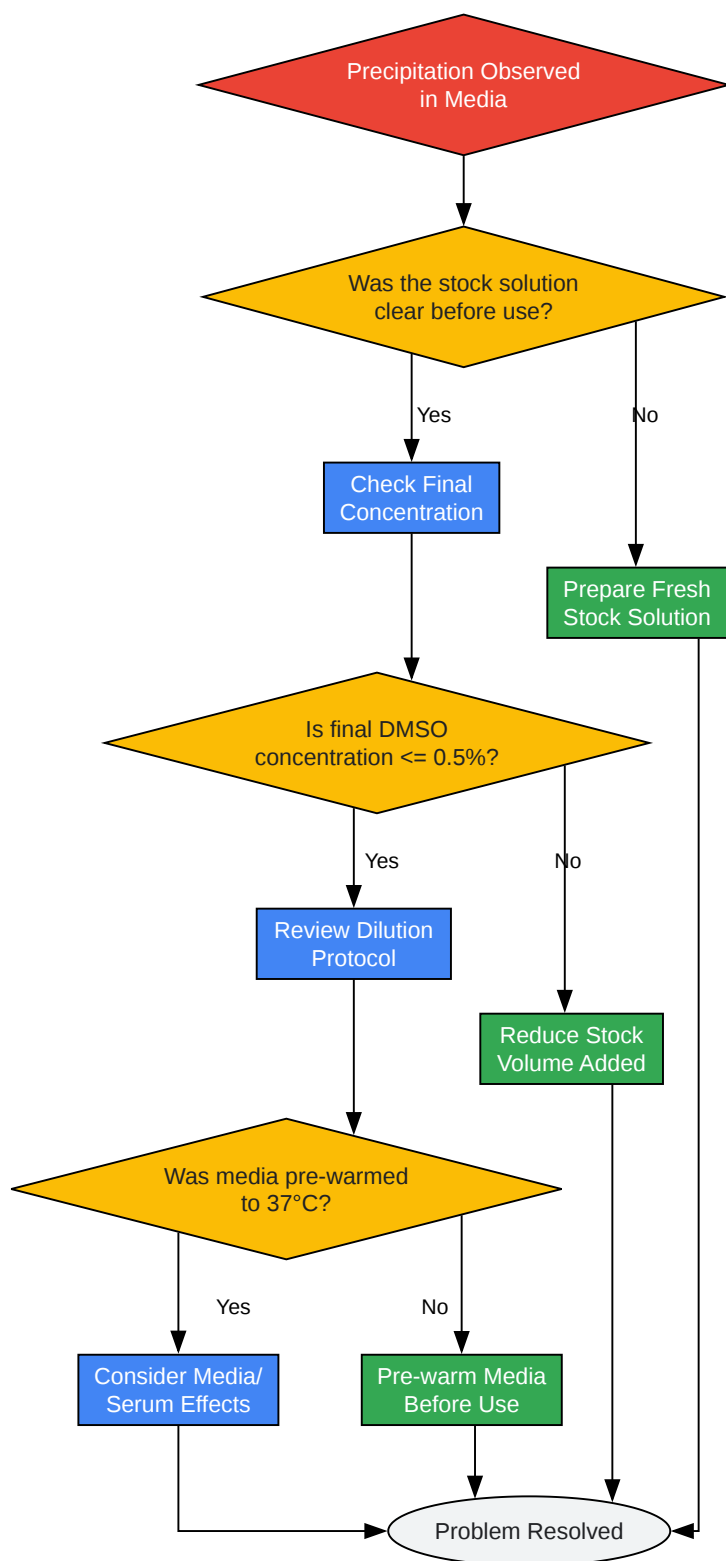 Precipitation Observed
in Media
Was the stock solution
clear before use?
Yes
No
Check Final
Concentration
Prepare Fresh
Stock Solution
Is final DMSO
concentration <= 0.5%?
Yes
No
Review Dilution
Protocol
Reduce Stock
Volume Added
Was media pre-warmed
to 37°C?
Yes
No
Consider Media/
Serum Effects
Pre-warm Media
Before Use
Problem Resolved